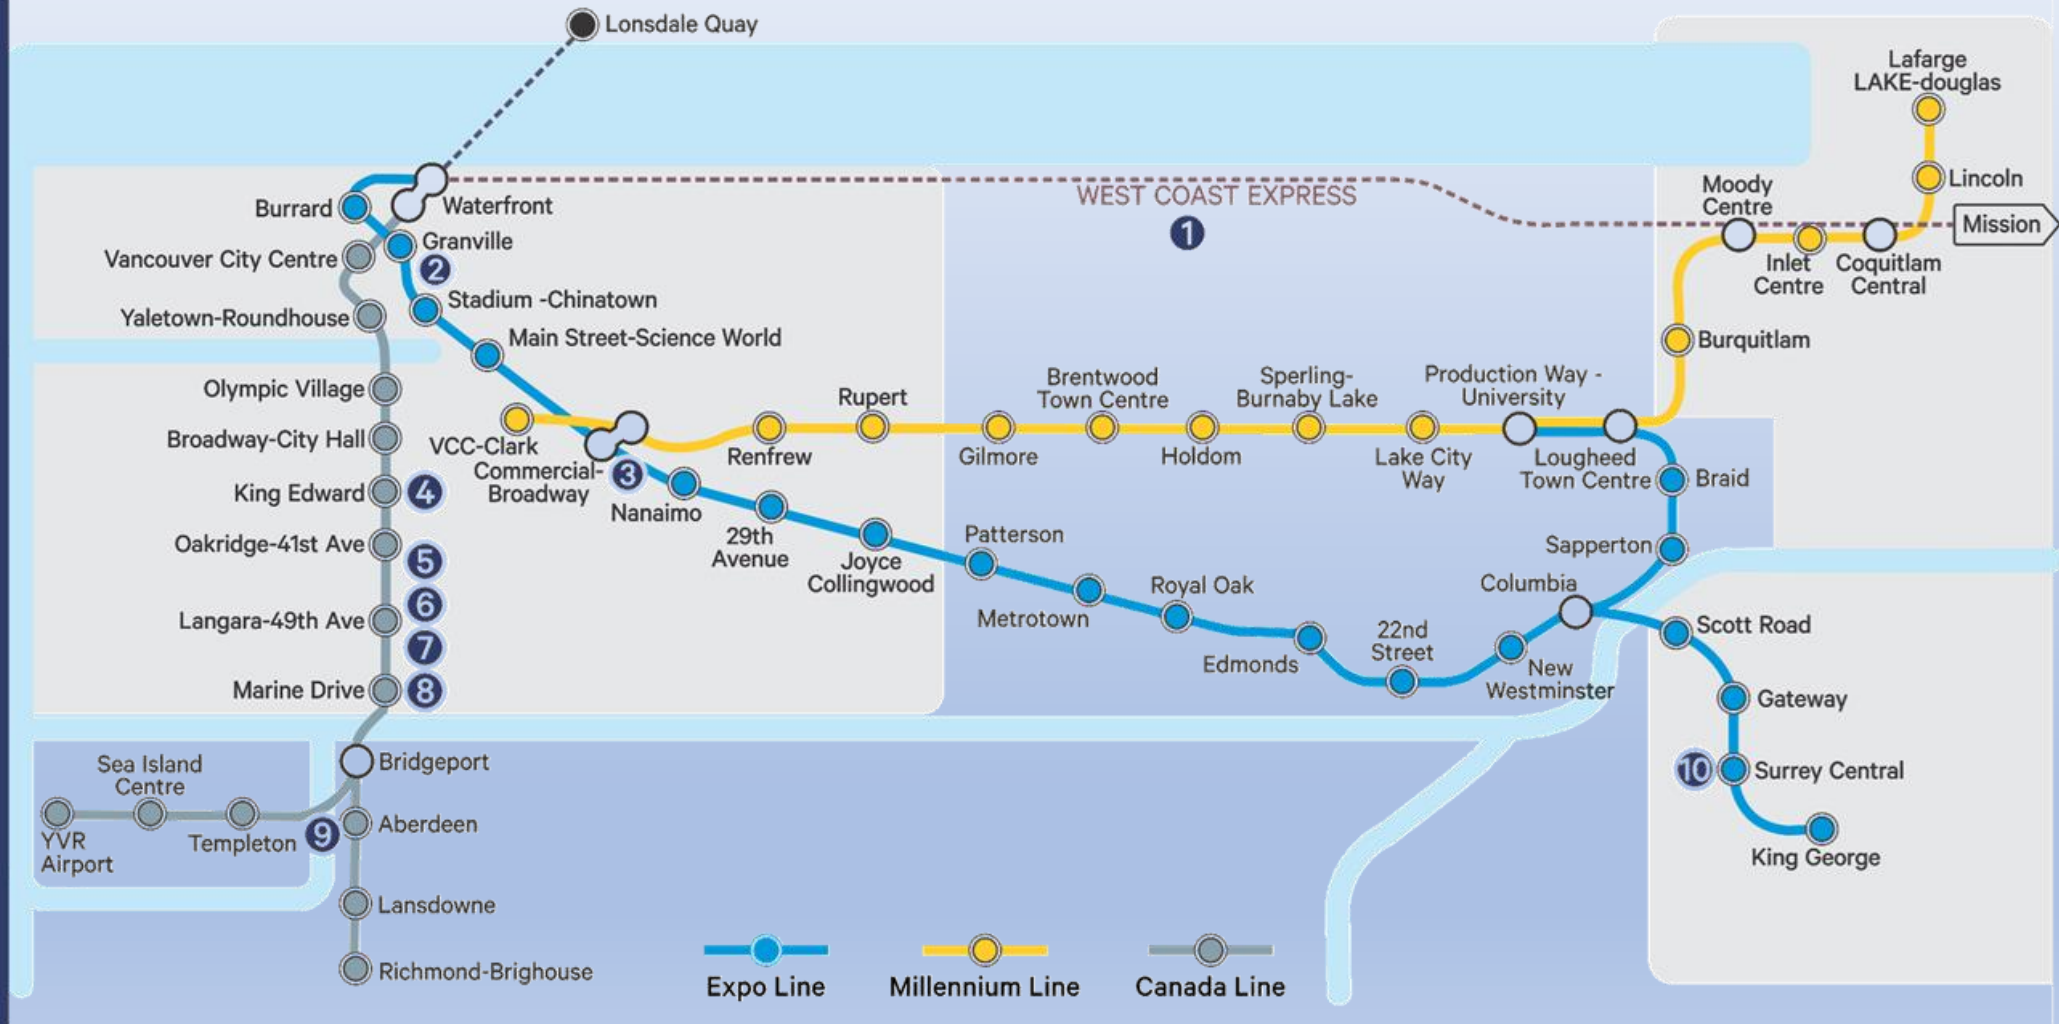 Lonsdale Quay
Lafarge
LAKE-douglas
Lincoln
Moody
Centre
Mission
Inlet
Centre
Coquitlam
Central
Burquitlam
WEST COAST EXPRESS
1
Burrard
Waterfront
Granville
2
Vancouver City Centre
Stadium -Chinatown
Yaletown-Roundhouse
Main Street-Science World
Olympic Village
Broadway-City Hall
King Edward
4
Oakridge-41st Ave
5
6
Langara-49th Ave
7
Marine Drive
8
VCC-Clark
Commercial-
Broadway
3
Renfrew
Rupert
Gilmore
Brentwood
Town Centre
Holdom
Sperling-
Burnaby Lake
Lake City
Way
Production Way -
University
Lougheed
Town Centre
Braid
Sapperton
Columbia
Nanaimo
29th
Avenue
Joyce
Collingwood
Patterson
Metrotown
Royal Oak
Edmonds
22nd
Street
New
Westminster
Scott Road
Gateway
10
Surrey Central
King George
Bridgeport
Sea Island
Centre
YVR
Airport
Templeton
9
Aberdeen
Lansdowne
Richmond-Brighouse
Expo Line
Millennium Line
Canada Line